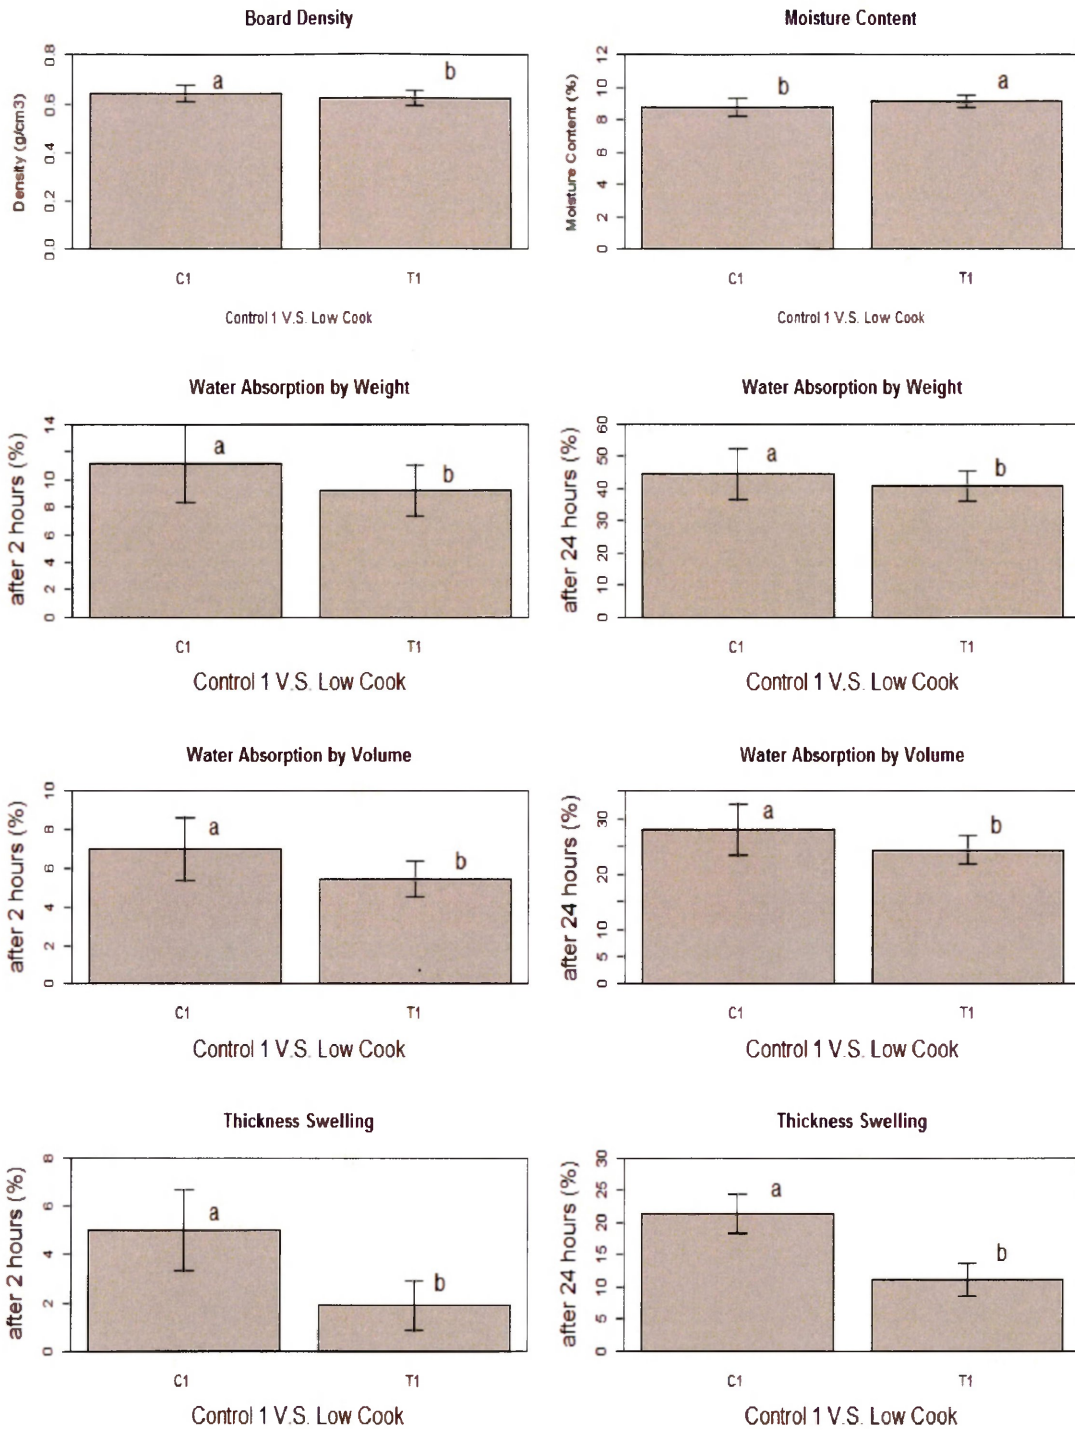 Board Density
Density (g/cm3)
0.8
0.6
0.4
0.2
0.0
a
b
C1
T1
Control 1 V.S. Low Cook
Moisture Content
Moisture Content (%)
12
10
8
6
4
2
0
b
a
C1
T1
Control 1 V.S. Low Cook
Water Absorption by Weight
after 2 hours (%)
14
10
8
6
4
2
0
a
b
C1
T1
Control 1 V.S. Low Cook
Water Absorption by Weight
after 24 hours (%)
60
50
40
30
20
10
0
a
b
C1
T1
Control 1 V.S. Low Cook
Water Absorption by Volume
after 2 hours (%)
10
8
6
4
2
0
a
b
C1
T1
Control 1 V.S. Low Cook
Water Absorption by Volume
after 24 hours (%)
30
20
10
5
0
a
b
C1
T1
Control 1 V.S. Low Cook
Thickness Swelling
after 2 hours (%)
8
6
4
2
0
a
b
C1
T1
Control 1 V.S. Low Cook
Thickness Swelling
after 24 hours (%)
30
25
20
15
10
5
0
a
b
C1
T1
Control 1 V.S. Low Cook